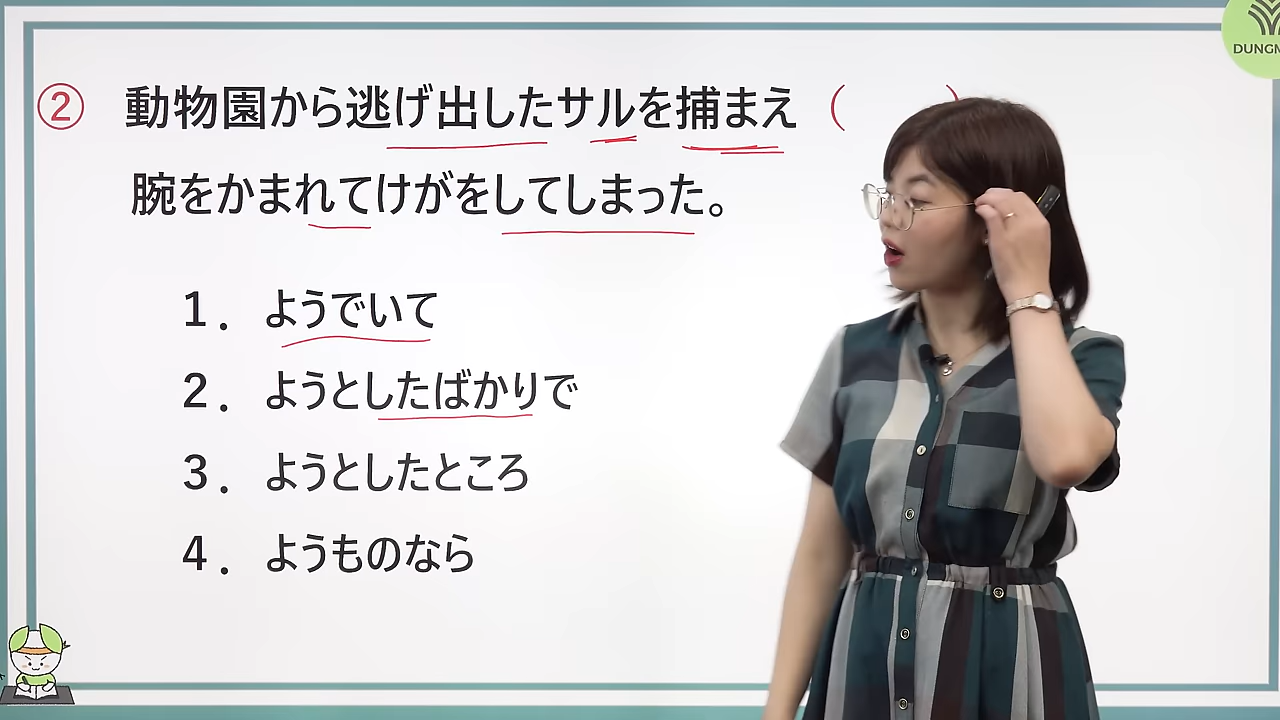 DUNGM
② 動物園から逃げ出したサルを捕まえ（　　）
腕をかまれてけがをしてしまった。
1. ようでいて
2. ようとしたばかりで
3. ようとしたところ
4. ようものなら